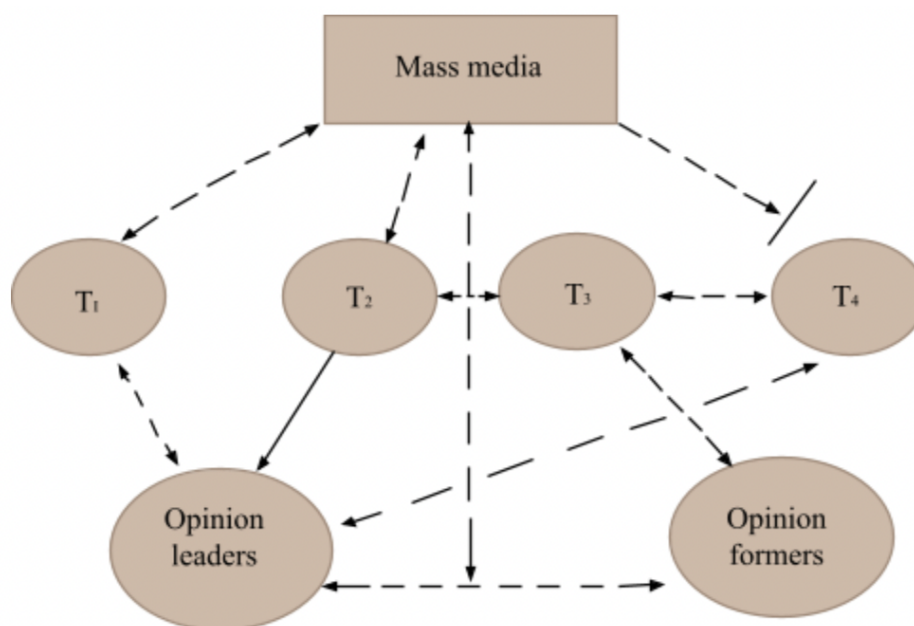 Mass media
T₁
T₂
T₃
T₄
Opinion
leaders
Opinion
formers